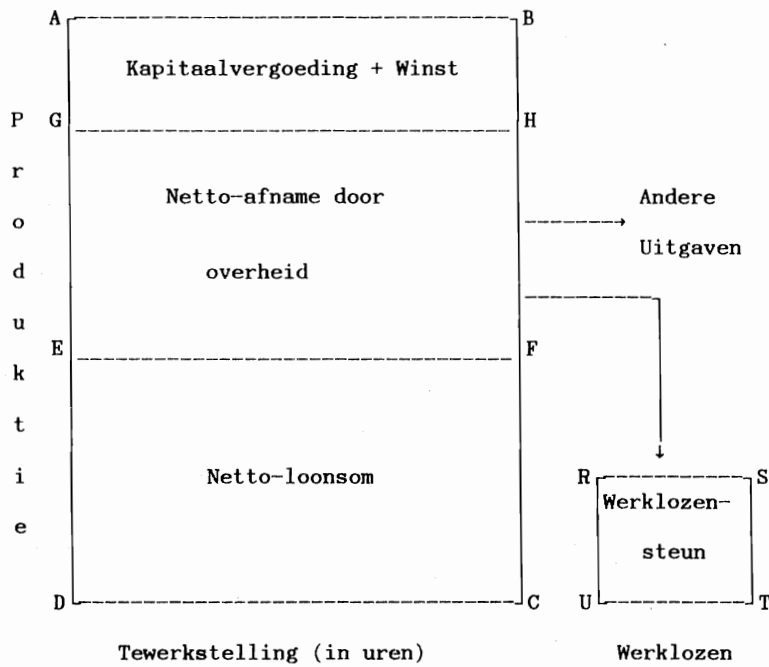 A B
Kapitaalvergoeding + Winst
G H
Netto-afname door
overheid
Andere
Uitgaven
E F
Netto-loonsom
R S
Werklozen-
steun
D C U T
Tewerkstelling (in uren) Werklozen
P
r
o
d
u
k
t
i
e